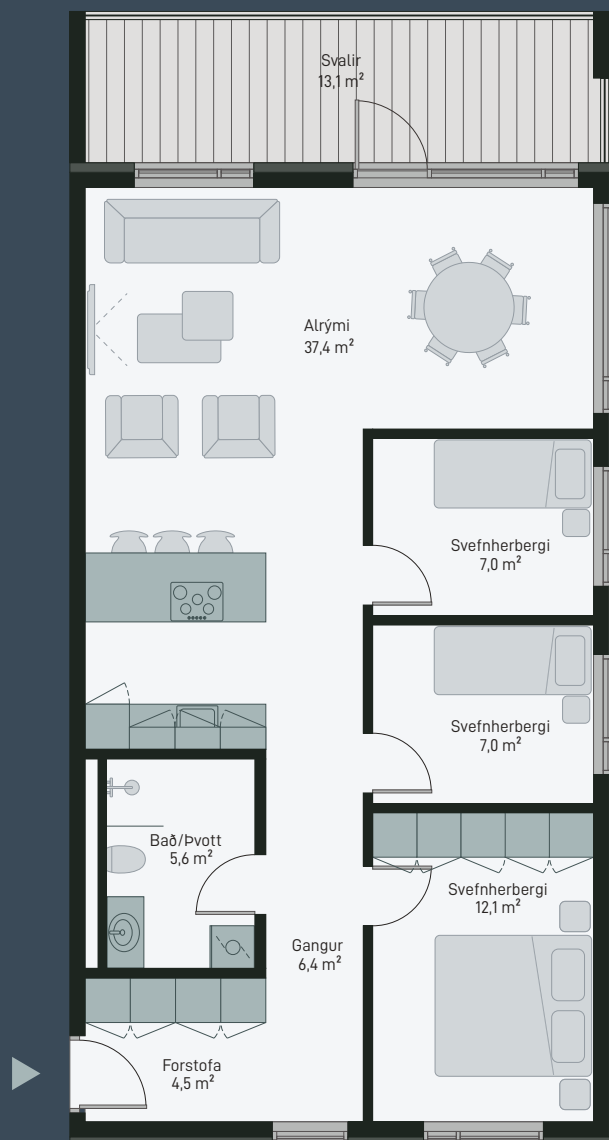 Svalir
13,1 m²
Alrými
37,4 m²
Svefnherbergi
7,0 m²
Svefnherbergi
7,0 m²
Bað/Þvott
5,6 m²
Svefnherbergi
12,1 m²
Gangur
6,4 m²
Forstofa
4,5 m²